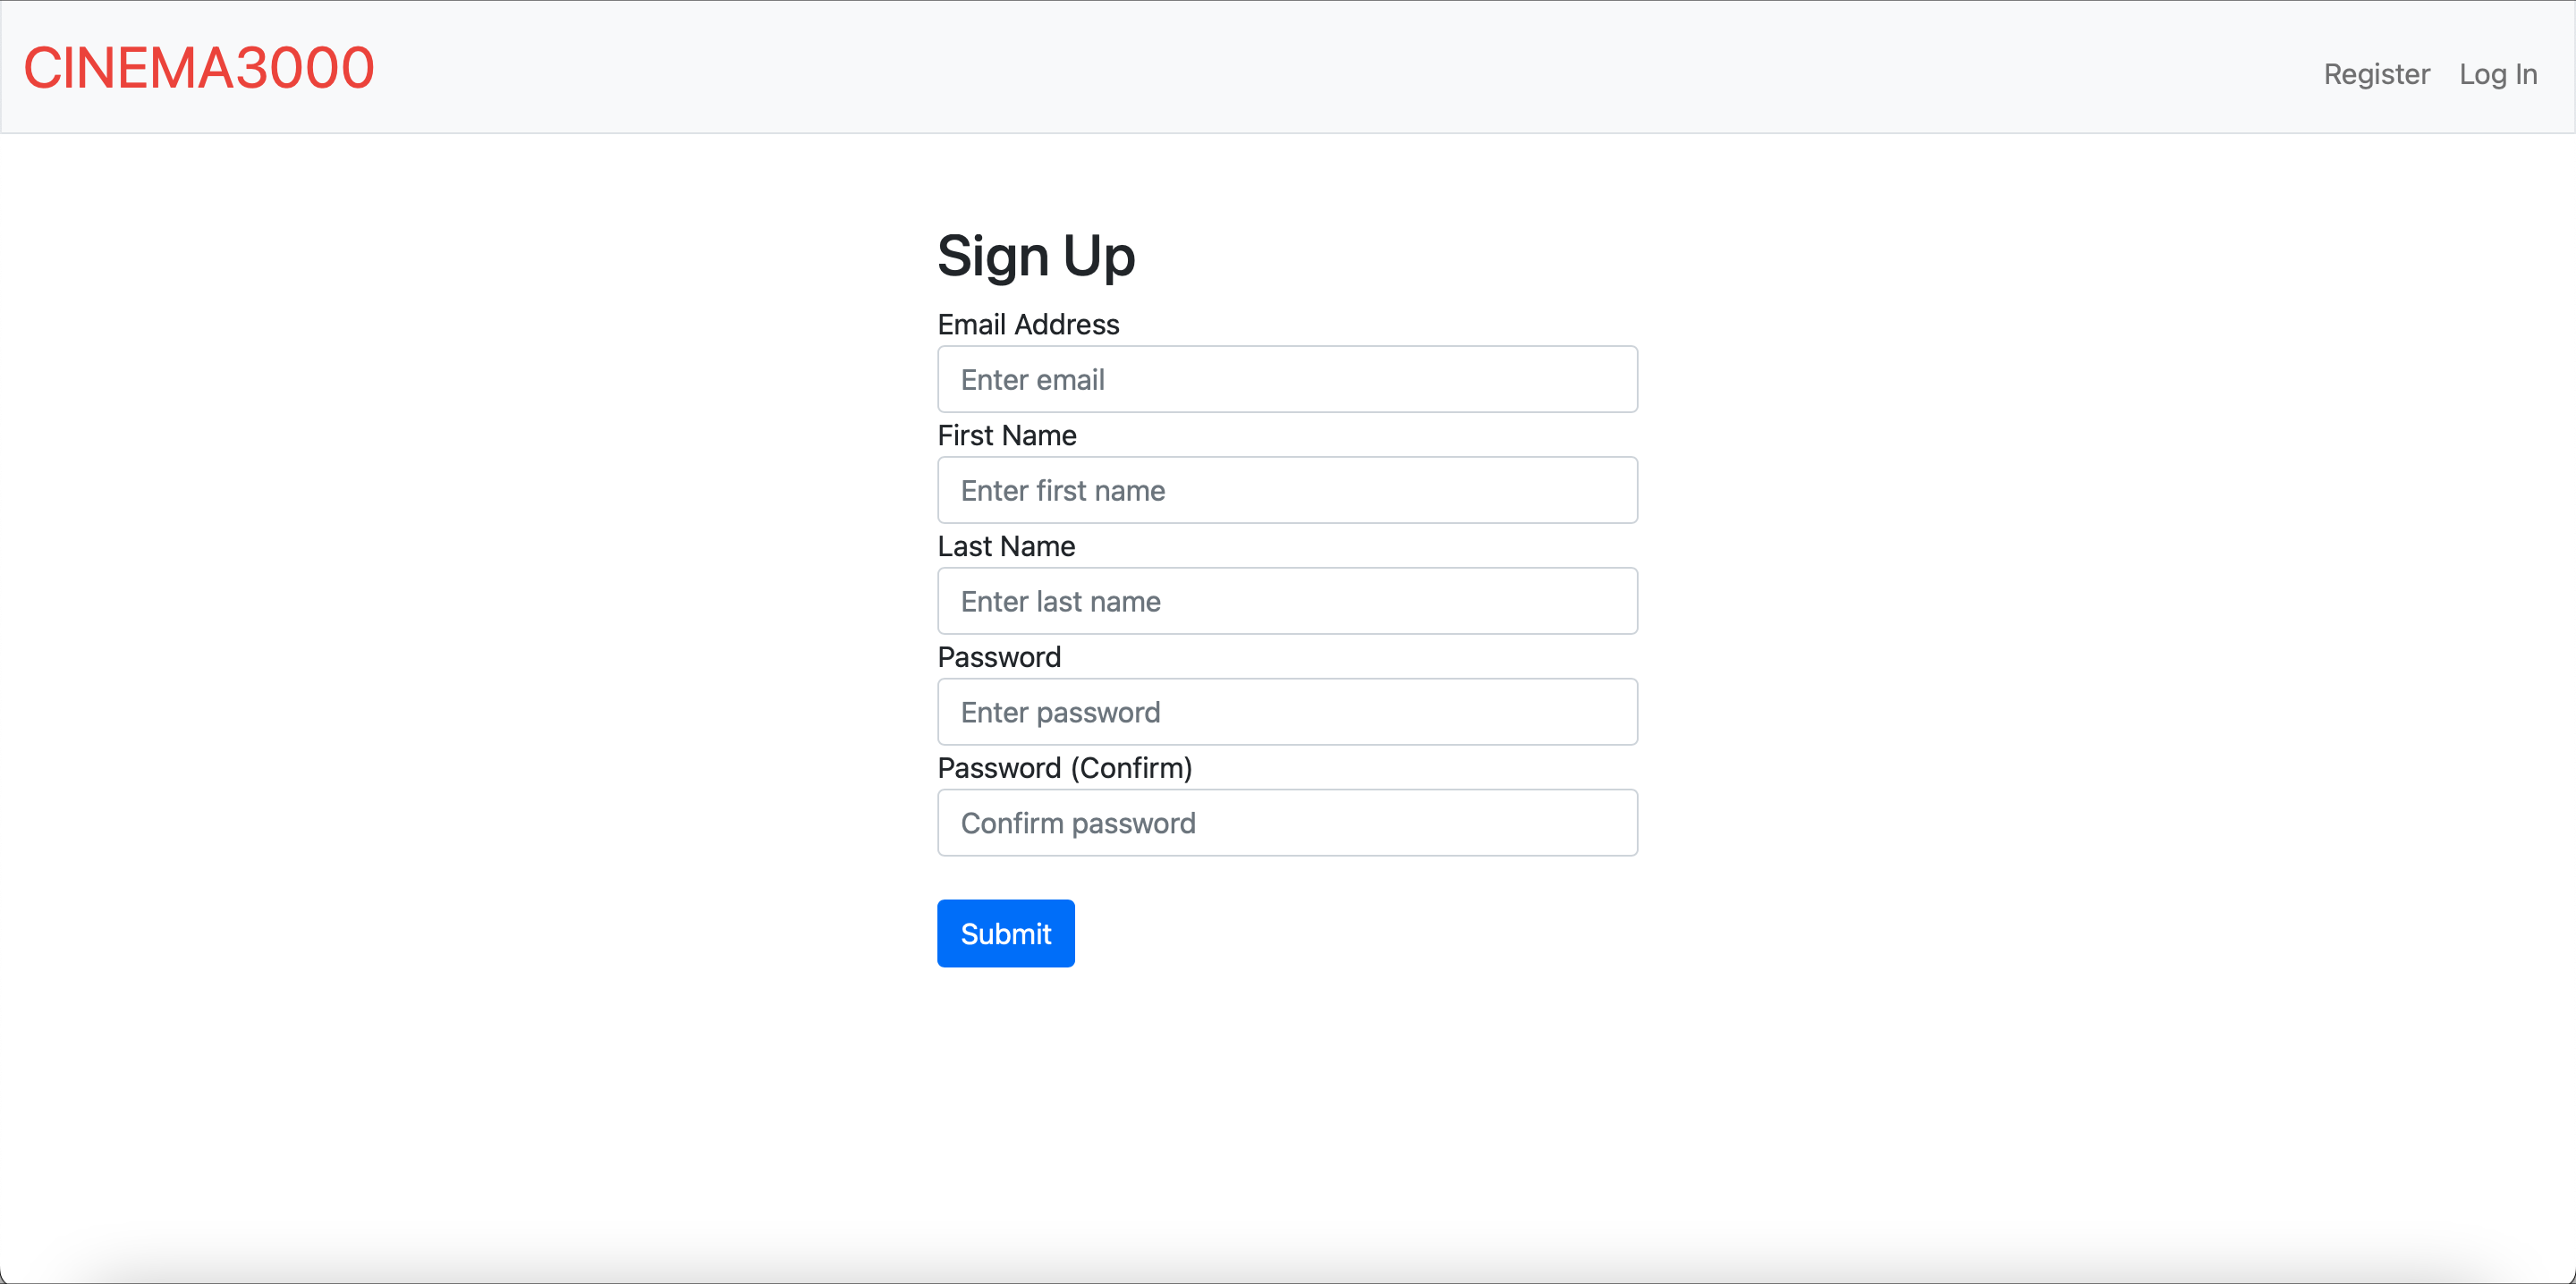 CINEMA3000
Register Log In
Sign Up
Email Address
Enter email
First Name
Enter first name
Last Name
Enter last name
Password
Enter password
Password (Confirm)
Confirm password
Submit